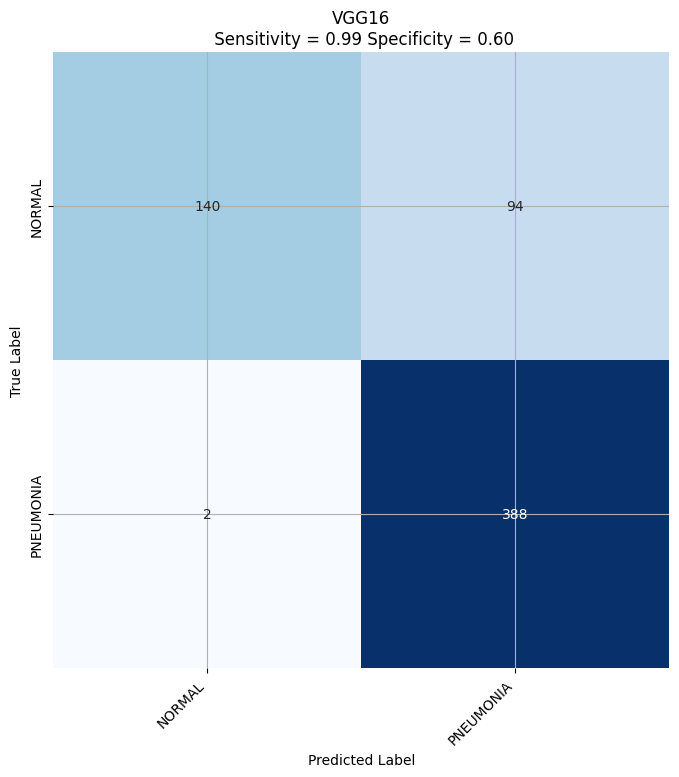 VGG16
Sensitivity = 0.99 Specificity = 0.60
NORMAL
140
94
True Label
PNEUMONIA
2
388
NORMAL
PNEUMONIA
Predicted Label